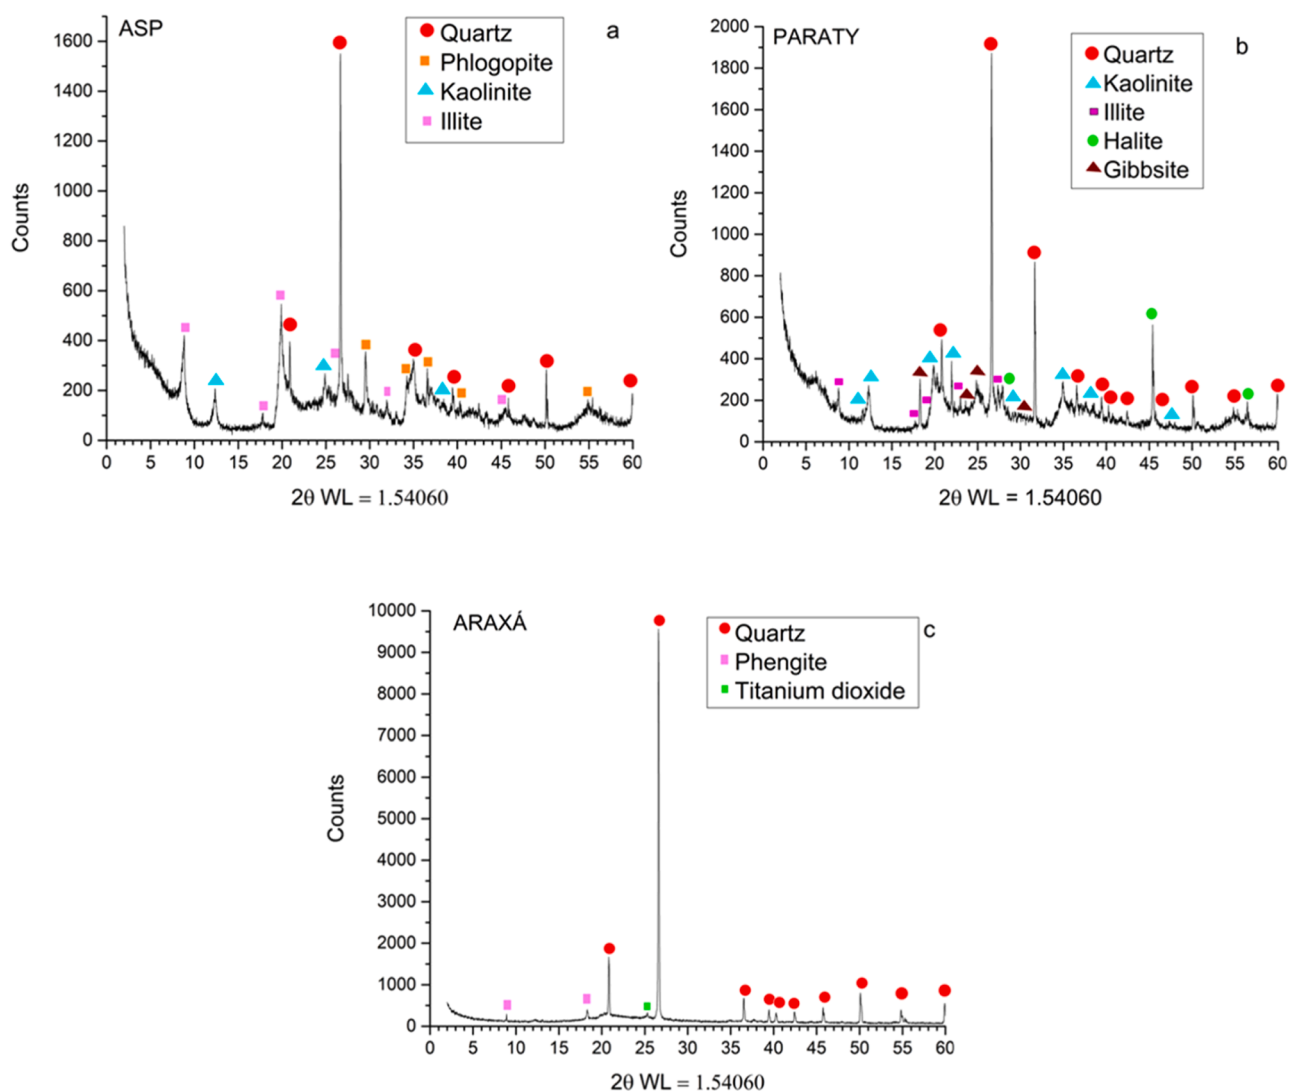 ASP
a
Quartz
Phlogopite
Kaolinite
Illite
1600
1400
1200
1000
800
600
400
200
0
Counts
0 5 10 15 20 25 30 35 40 45 50 55 60
2θ WL = 1.54060
PARATY
b
Quartz
Kaolinite
Illite
Halite
Gibbsite
2000
1800
1600
1400
1200
1000
800
600
400
200
0
Counts
0 5 10 15 20 25 30 35 40 45 50 55 60
2θ WL = 1.54060
ARAXÁ
c
Quartz
Phengite
Titanium dioxide
10000
9000
8000
7000
6000
5000
4000
3000
2000
1000
0
Counts
0 5 10 15 20 25 30 35 40 45 50 55 60
2θ WL = 1.54060